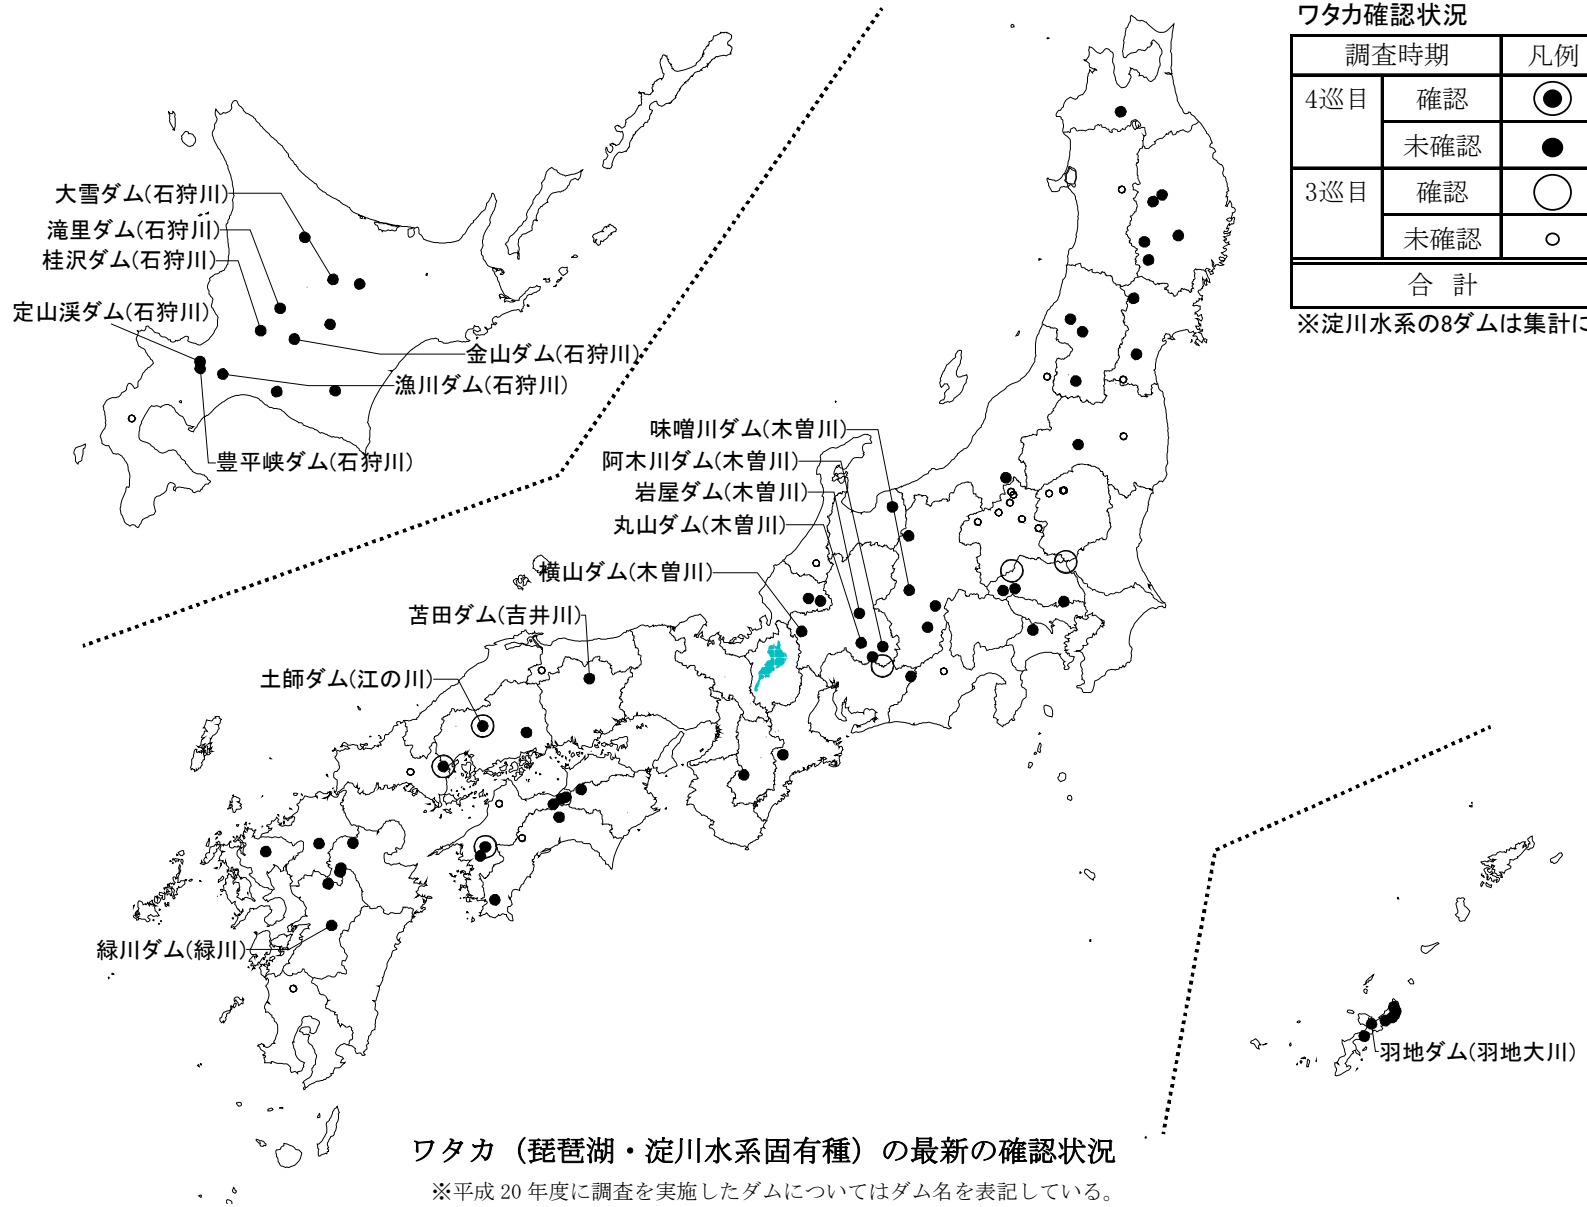 ワタカ確認状況
調査時期 凡例
4巡目 確認
未確認
3巡目 確認
未確認
合 計
※淀川水系の8ダムは集計に
大雪ダム(石狩川)
滝里ダム(石狩川)
桂沢ダム(石狩川)
定山渓ダム(石狩川)
金山ダム(石狩川)
漁川ダム(石狩川)
豊平峡ダム(石狩川)
味噌川ダム(木曽川)
阿木川ダム(木曽川)
岩屋ダム(木曽川)
丸山ダム(木曽川)
横山ダム(木曽川)
苫田ダム(吉井川)
土師ダム(江の川)
緑川ダム(緑川)
羽地ダム(羽地大川)
ワタカ（琵琶湖・淀川水系固有種）の最新の確認状況
※平成 20 年度に調査を実施したダムについてはダム名を表記している。